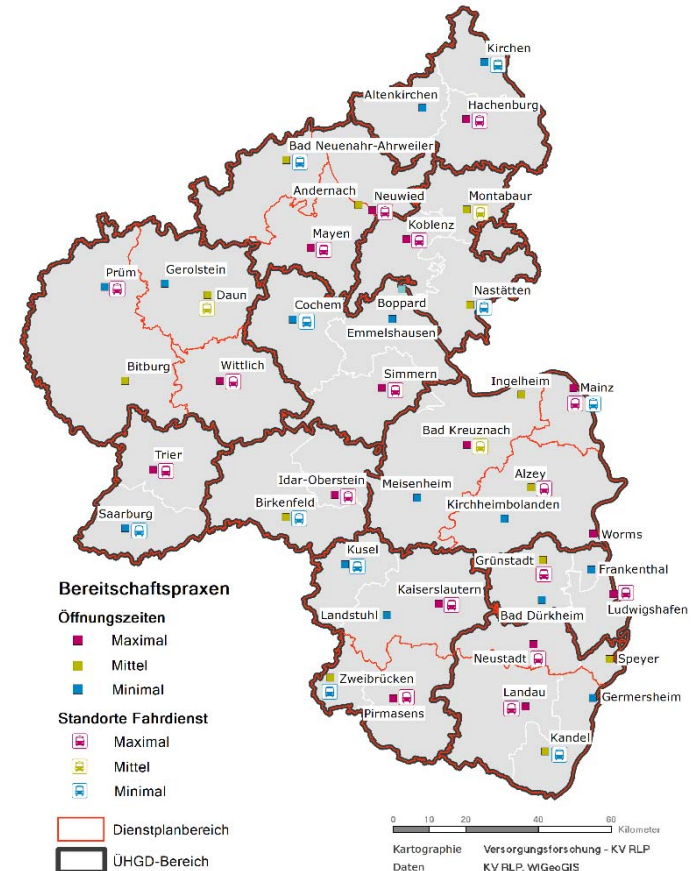 Kirchen
Altenkirchen
Hachenburg
Bad Neuenahr-Ahrweiler
Andernach
Neuwied
Montabaur
Koblenz
Mayen
Prüm
Gerolstein
Daun
Cochem
Boppard
Nastätten
Emmelshausen
Bitburg
Wittlich
Simmern
Ingelheim
Mainz
Bad Kreuznach
Trier
Idar-Oberstein
Alzey
Meisenheim
Birkenfeld
Kirchheimbolanden
Saarburg
Worms
Kusel
Grünstadt
Frankenthal
Kaiserslautern
Ludwigshafen
Landstuhl
Bad Dürkheim
Neustadt
Speyer
Zweibrücken
Landau
Germersheim
Pirmasens
Kandel
Bereitschaftspraxen
Öffnungszeiten
Maximal
Mittel
Minimal
Standorte Fahrdienst
Maximal
Mittel
Minimal
Dienstplanbereich
ÜHGD-Bereich
0 10 20 40 60
Kilometer
Kartographie Versorgungsforschung - KV RLP
Daten KV RLP, WIGeoGIS